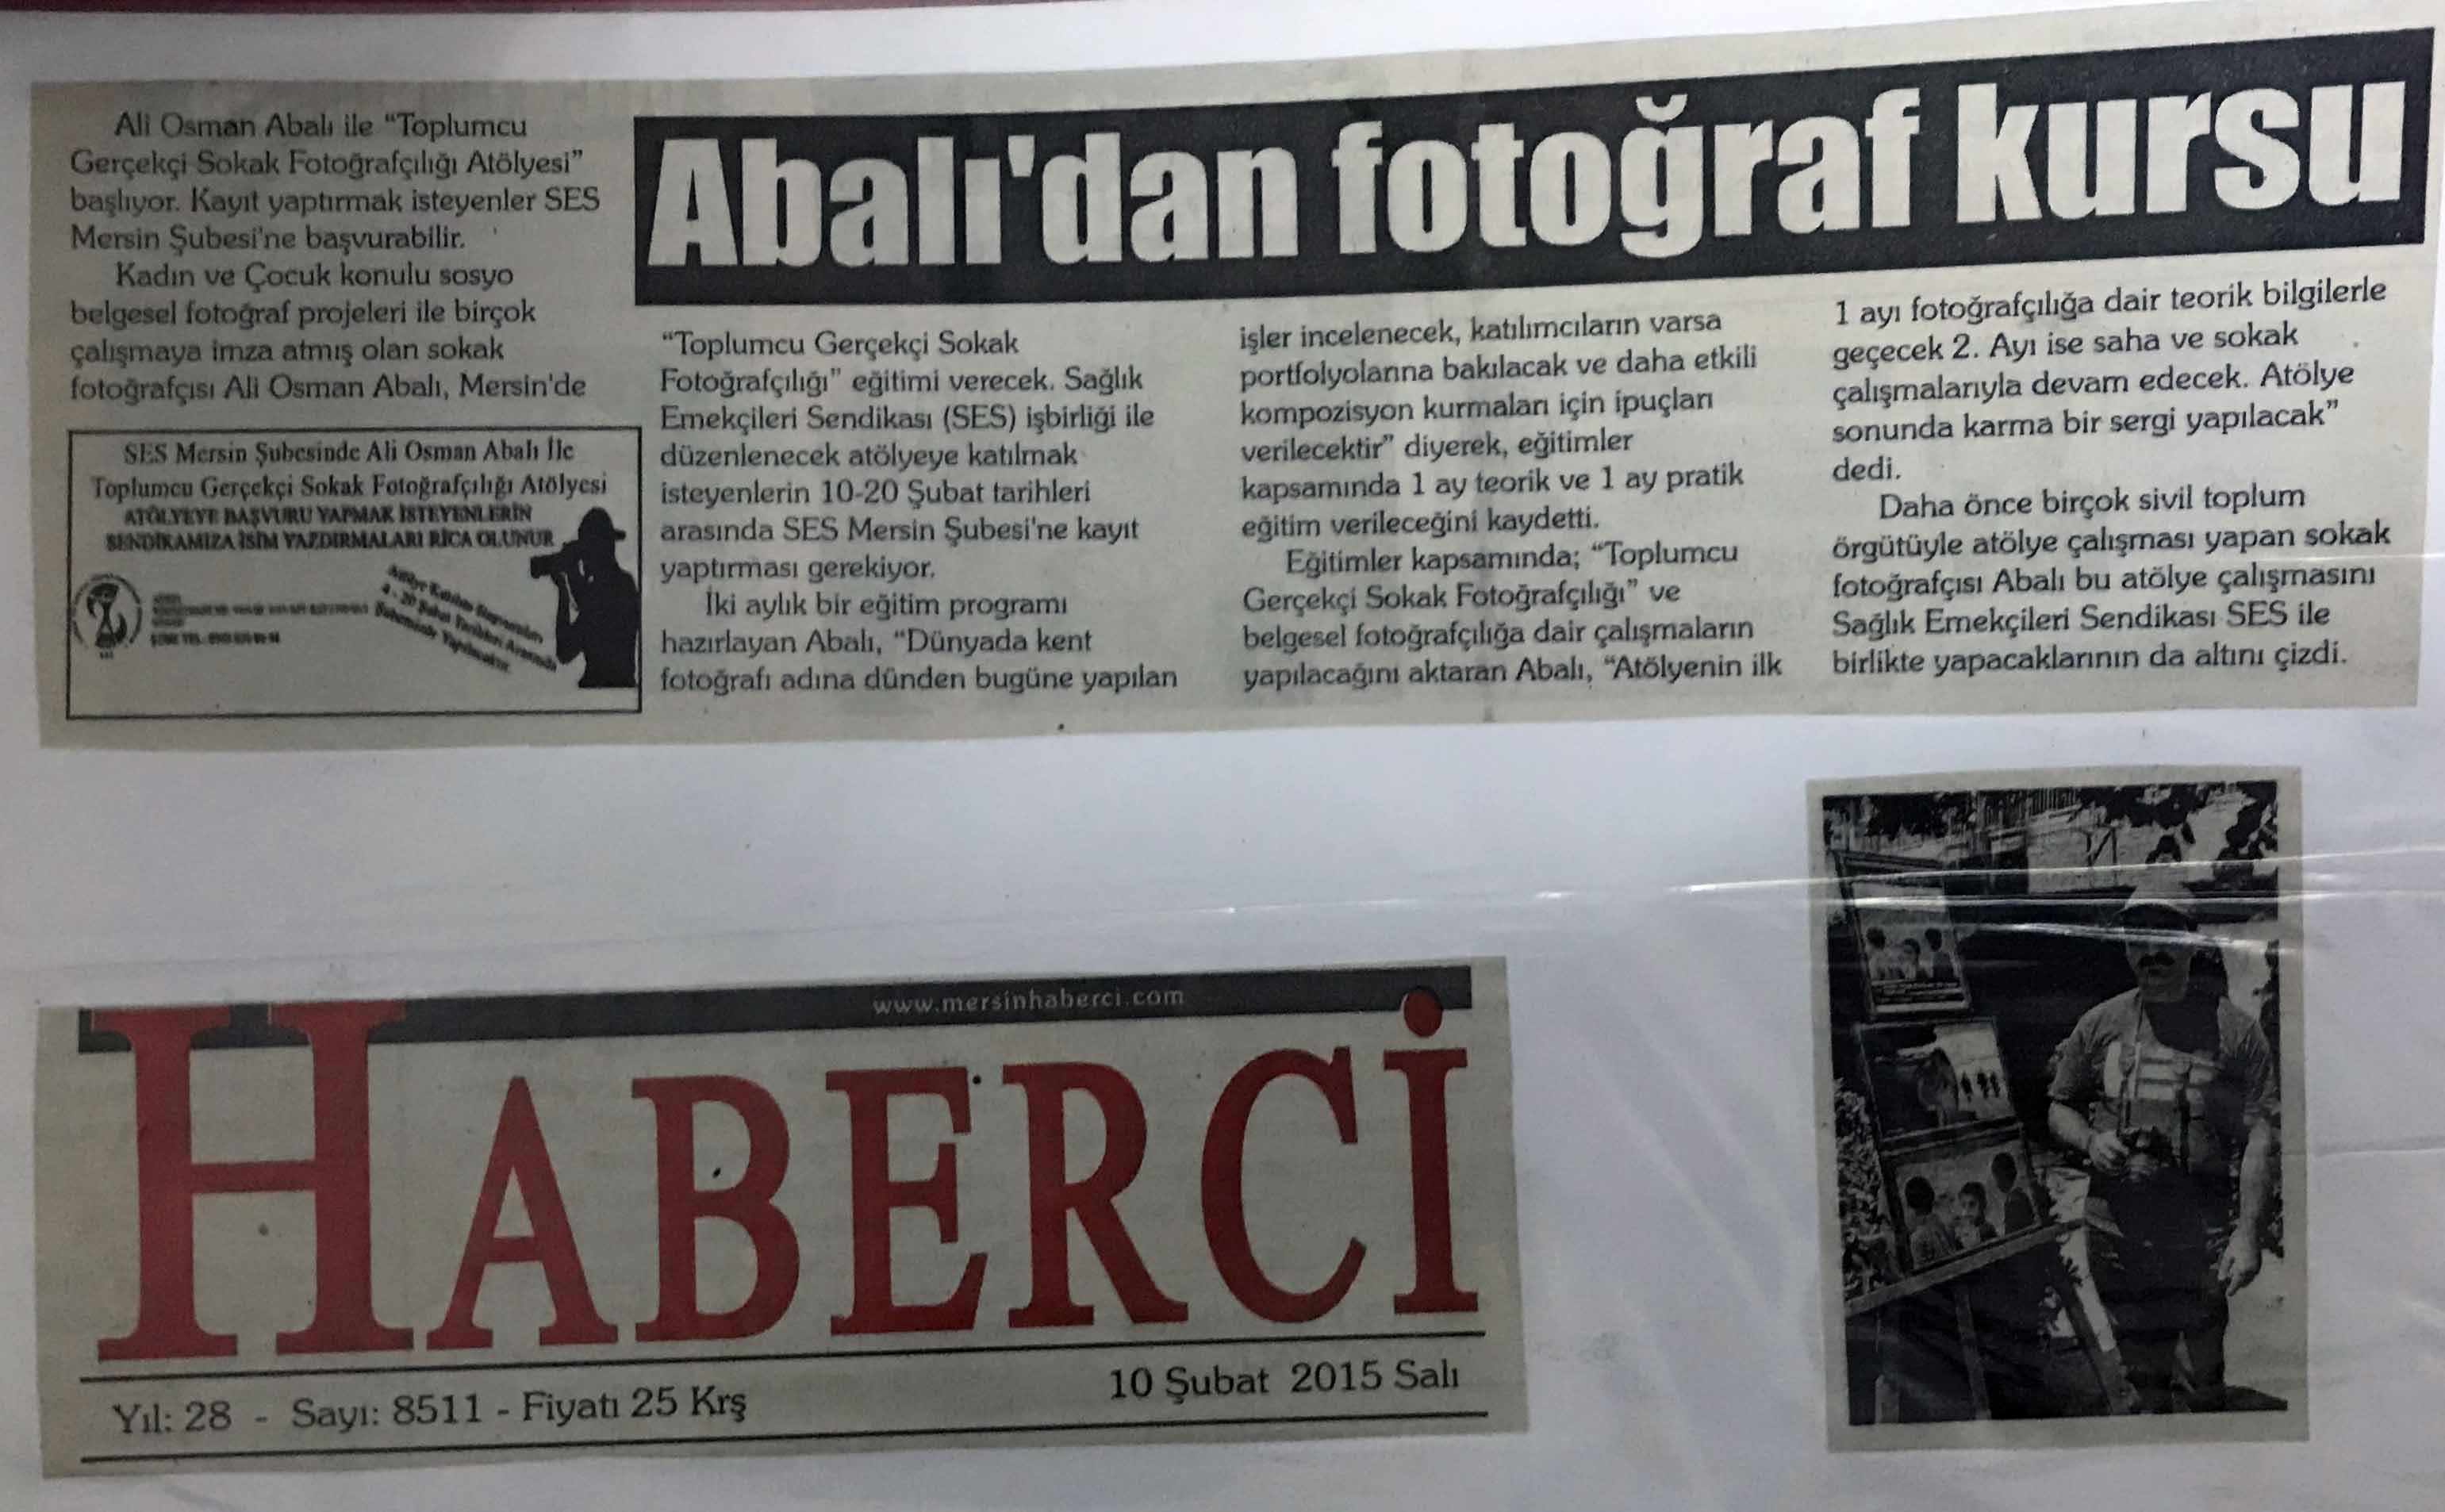 Abalı'dan fotoğraf kursu
Ali Osman Abalı ile “Toplumcu
Gerçekçi Sokak Fotoğrafçılığı Atölyesi”
başlıyor. Kayıt yaptırmak isteyenler SES
Mersin Şubesi'ne başvurabilir.
Kadın ve Çocuk konulu sosyo
belgesel fotoğraf projeleri ile birçok
çalışmaya imza atmış olan sokak
fotoğrafçısı Ali Osman Abalı, Mersin'de
SES Mersin Şubesinde Ali Osman Abalı İle
Toplumcu Gerçekçi Sokak Fotoğrafçılığı Atölyesi
ATÖLYEYE BAŞVURU YAPMAK İSTEYENLERİN
SENDİKAMIZA İSİM YAZDIRMALARI RİCA OLUNUR
“Toplumcu Gerçekçi Sokak
Fotoğrafçılığı” eğitimi verecek. Sağlık
Emekçileri Sendikası (SES) işbirliği ile
düzenlenecek atölyeye katılmak
isteyenlerin 10-20 Şubat tarihleri
arasında SES Mersin Şubesi'ne kayıt
yaptırması gerekiyor.
İki aylık bir eğitim programı
hazırlayan Abalı, “Dünyada kent
fotoğrafı adına dünden bugüne yapılan
işler incelenecek, katılımcıların varsa
portfolyolarına bakılacak ve daha etkili
kompozisyon kurmaları için ipuçları
verilecektir” diyerek, eğitimler
kapsamında 1 ay teorik ve 1 ay pratik
eğitim verileceğini kaydetti.
Eğitimler kapsamında; “Toplumcu
Gerçekçi Sokak Fotoğrafçılığı” ve
belgesel fotoğrafçılığa dair çalışmaların
yapılacağını aktaran Abalı, “Atölyenin ilk
1 ayı fotoğrafçılığa dair teorik bilgilerle
geçecek 2. Ayı ise saha ve sokak
çalışmalarıyla devam edecek. Atölye
sonunda karma bir sergi yapılacak”
dedi.
Daha önce birçok sivil toplum
örgütüyle atölye çalışması yapan sokak
fotoğrafçısı Abalı bu atölye çalışmasını
Sağlık Emekçileri Sendikası SES ile
birlikte yapacaklarının da altını çizdi.
www.mersinhaberci.com
HABERCİ
Yıl: 28 - Sayı: 8511 - Fiyatı 25 Krş
10 Şubat 2015 Salı